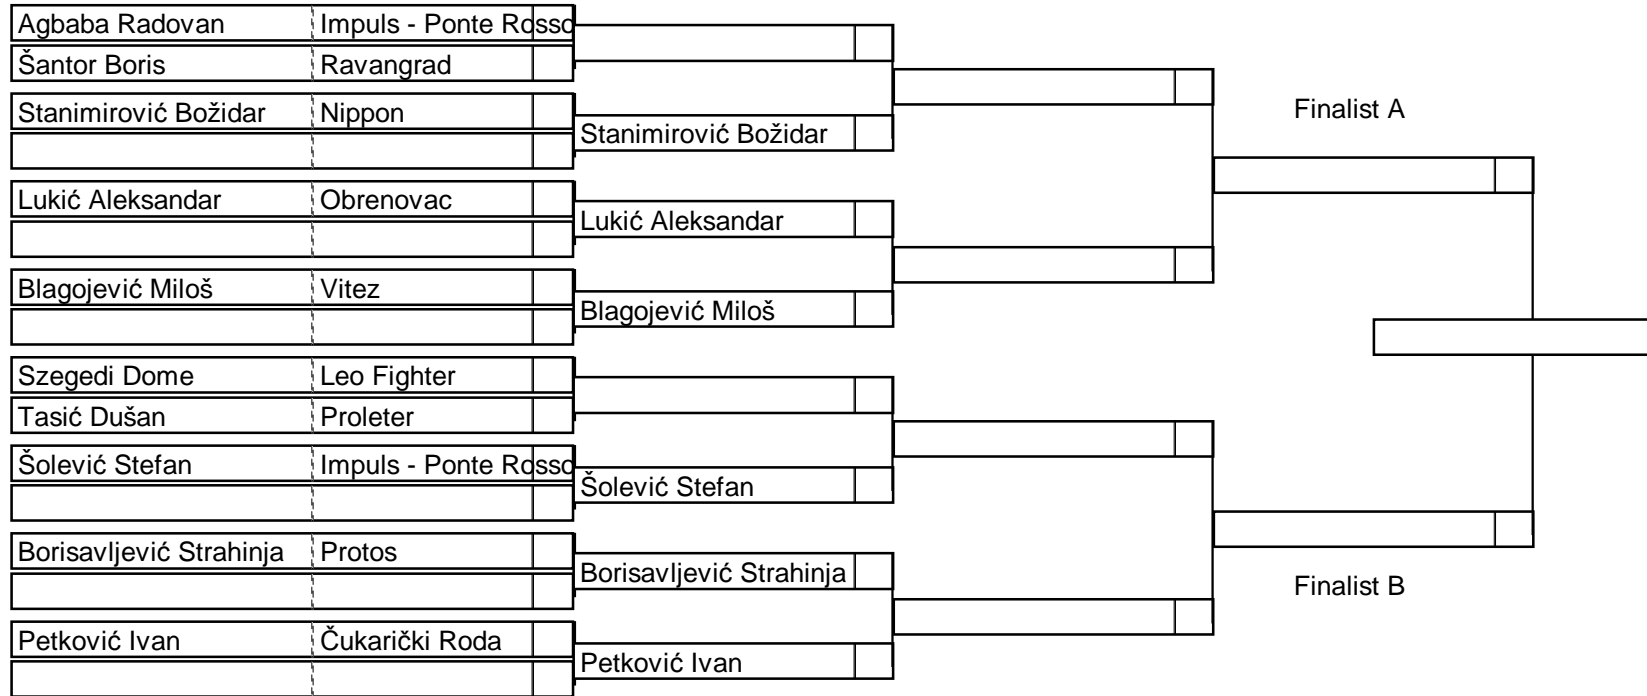 Agbaba Radovan Impuls - Ponte Rosso
Šantor Boris Ravangrad
Stanimirović Božidar Nippon
Stanimirović Božidar
Lukić Aleksandar Obrenovac
Lukić Aleksandar
Blagojević Miloš Vitez
Blagojević Miloš
Szegedi Dome Leo Fighter
Tasić Dušan Proleter
Šolević Stefan Impuls - Ponte Rosso
Šolević Stefan
Borisavljević Strahinja Protos
Borisavljević Strahinja
Petković Ivan Čukarički Roda
Petković Ivan
Finalist A
Finalist B